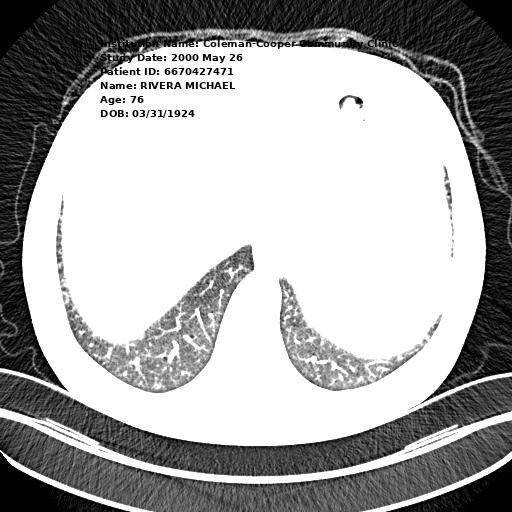 Institution Name: Coleman-Cooper Community Clinic
Study Date: 2000 May 26
Patient ID: 6670427471
Name: RIVERA MICHAEL
Age: 76
DOB: 03/31/1924